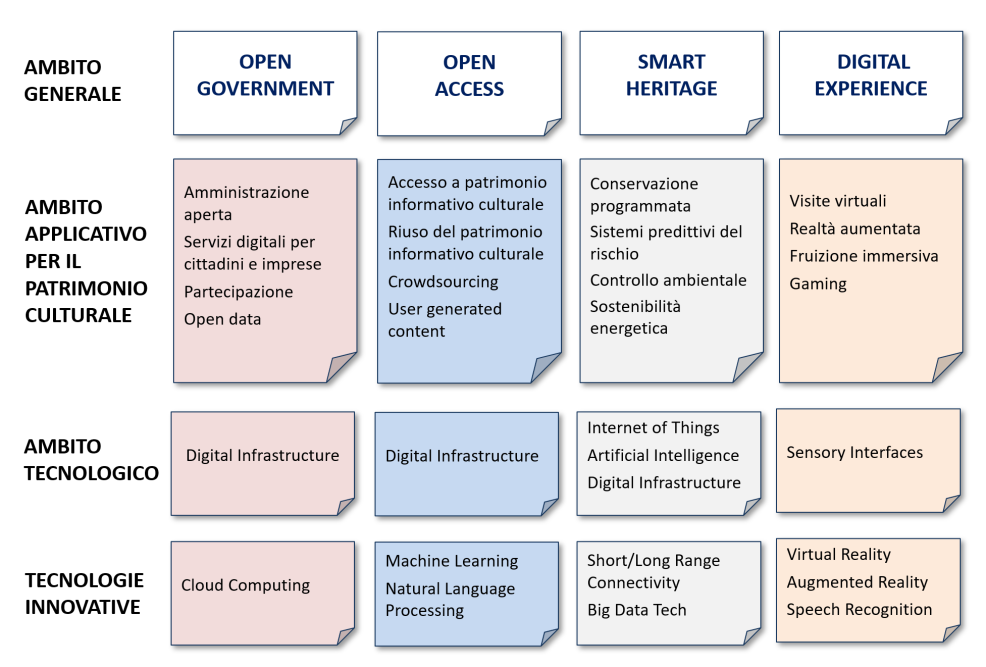 AMBITO
GENERALE
OPEN
GOVERNMENT
OPEN
ACCESS
SMART
HERITAGE
DIGITAL
EXPERIENCE
AMBITO
APPLICATIVO
PER IL
PATRIMONIO
CULTURALE
Amministrazione
aperta
Servizi digitali per
cittadini e imprese
Partecipazione
Open data
Accesso a patrimonio
informativo culturale
Riuso del patrimonio
informativo culturale
Crowdsourcing
User generated
content
Conservazione
programmata
Sistemi predittivi del
rischio
Controllo ambientale
Sostenibilità
energetica
Visite virtuali
Realtà aumentata
Fruizione immersiva
Gaming
AMBITO
TECNOLOGICO
Digital Infrastructure
Digital Infrastructure
Internet of Things
Artificial Intelligence
Digital Infrastructure
Sensory Interfaces
TECNOLOGIE
INNOVATIVE
Cloud Computing
Machine Learning
Natural Language
Processing
Short/Long Range
Connectivity
Big Data Tech
Virtual Reality
Augmented Reality
Speech Recognition